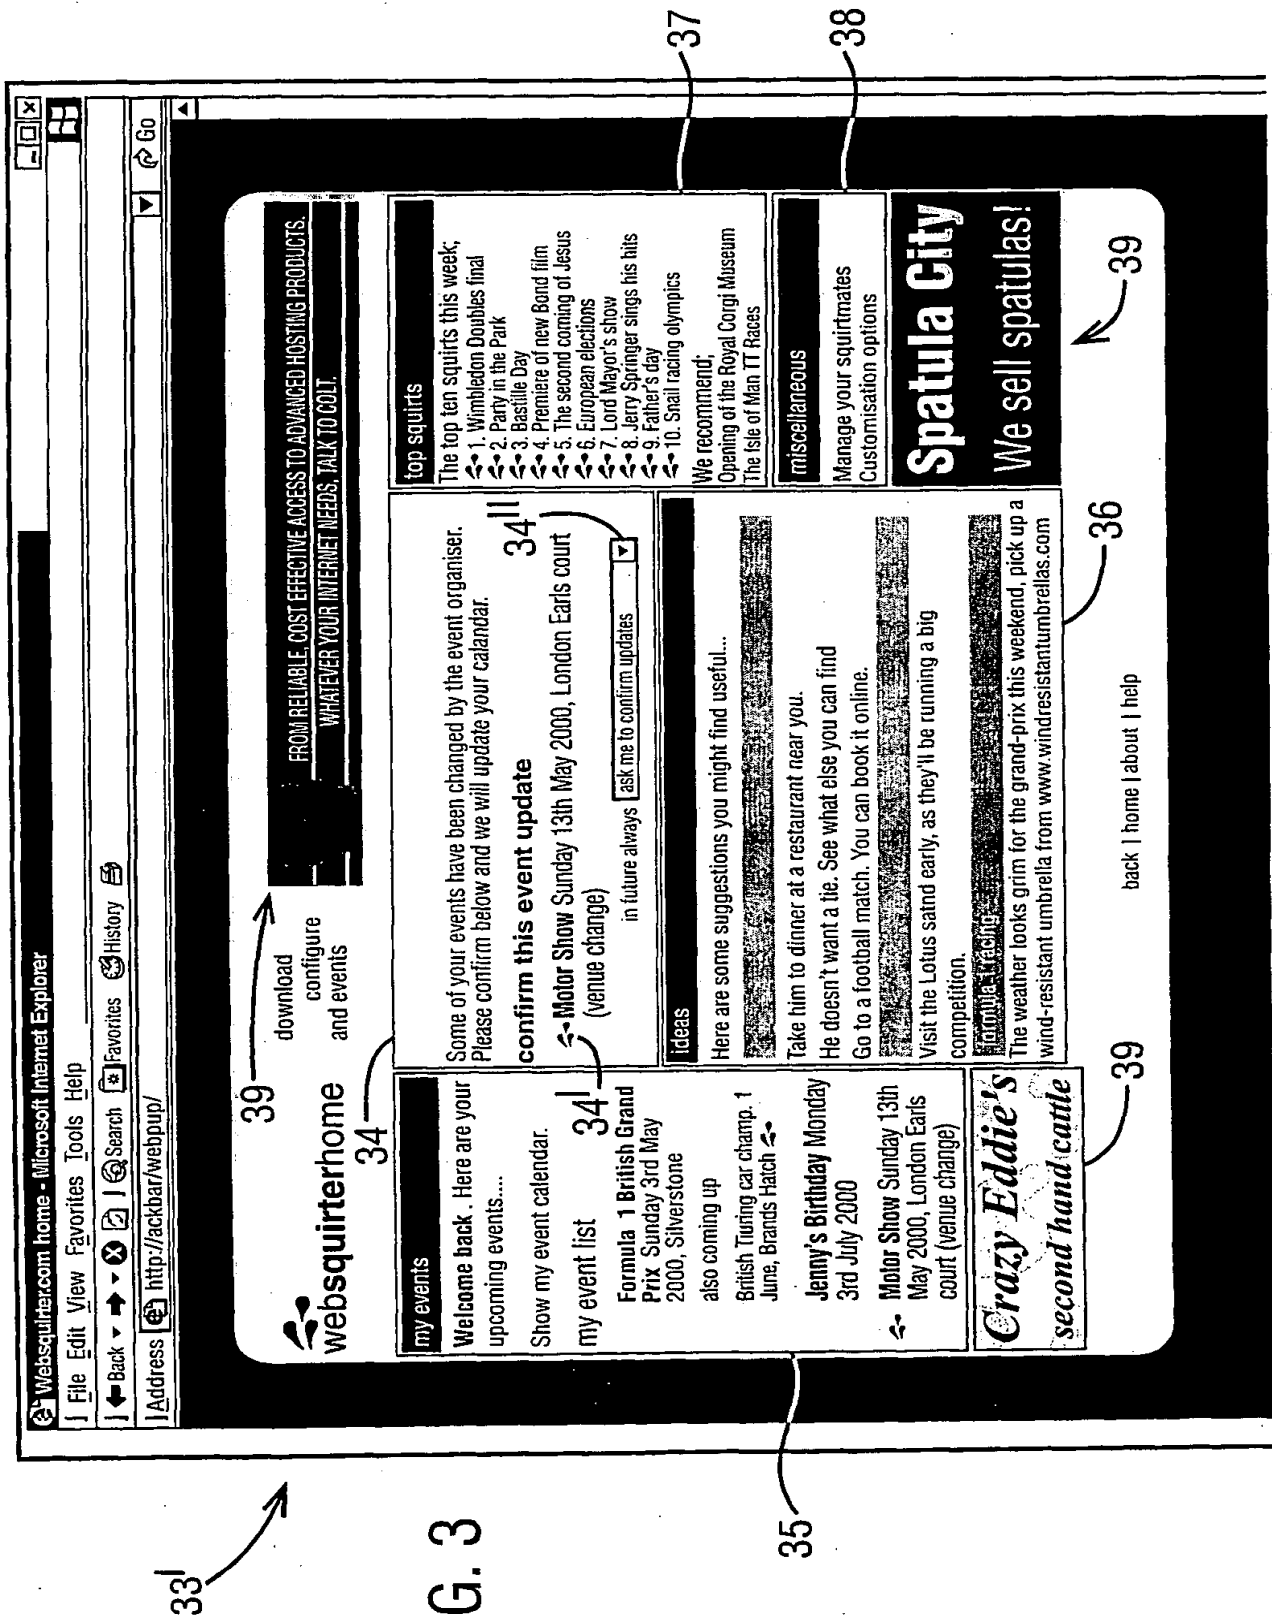 Websquirter.com home - Microsoft Internet Explorer
File Edit View Favorites Tools Help
Back Search Favorites History
Address http://ackbar/webpup/ Go
websquirterhome
download
configure
and events
39
FROM RELIABLE, COST EFFECTIVE ACCESS TO ADVANCED HOSTING PRODUCTS.
WHATEVER YOUR INTERNET NEEDS, TALK TO COLT.
34
my events
Welcome back . Here are your
upcoming events....
Show my event calendar.
my event list
Formula 1 British Grand
Prix Sunday 3rd May
2000, Silverstone
also coming up
British Tiuring car champ. 1
June, Brands Hatch
Jenny's Birthday Monday
3rd July 2000
Motor Show Sunday 13th
May 2000, London Earls
court (venue change)
Crazy Eddie's
second hand cattle
39
Some of your events have been changed by the event organiser.
Please confirm below and we will update your calandar.
confirm this event update
Motor Show Sunday 13th May 2000, London Earls court
(venue change)
34I
34II
in future always ask me to confirm updates
ideas
Here are some suggestions you might find useful...
Take him to dinner at a restaurant near you.
He doesn't want a tie. See what else you can find
Go to a football match. You can book it online.
Visit the Lotus satnd early, as they'll be running a big
competition.
formula 1 racing
The weather looks grim for the grand-prix this weekend, pick up a
wind-resistant umbrella from www.windresistantumbrellas.com
36
top squirts
The top ten squirts this week;
1. Wimbledon Doubles final
2. Party in the Park
3. Bastille Day
4. Premiere of new Bond film
5. The second coming of Jesus
6. European elections
7. Lord Mayor's show
8. Jerry Springer sings his hits
9. Father's day
10. Snail racing olympics
We recommend;
Opening of the Royal Corgi Museum
The Isle of Man TT Races
37
miscellaneous
Manage your squirtmates
Customisation options
38
Spatula City
We sell spatulas!
39
back | home | about | help
35
33I
G. 3